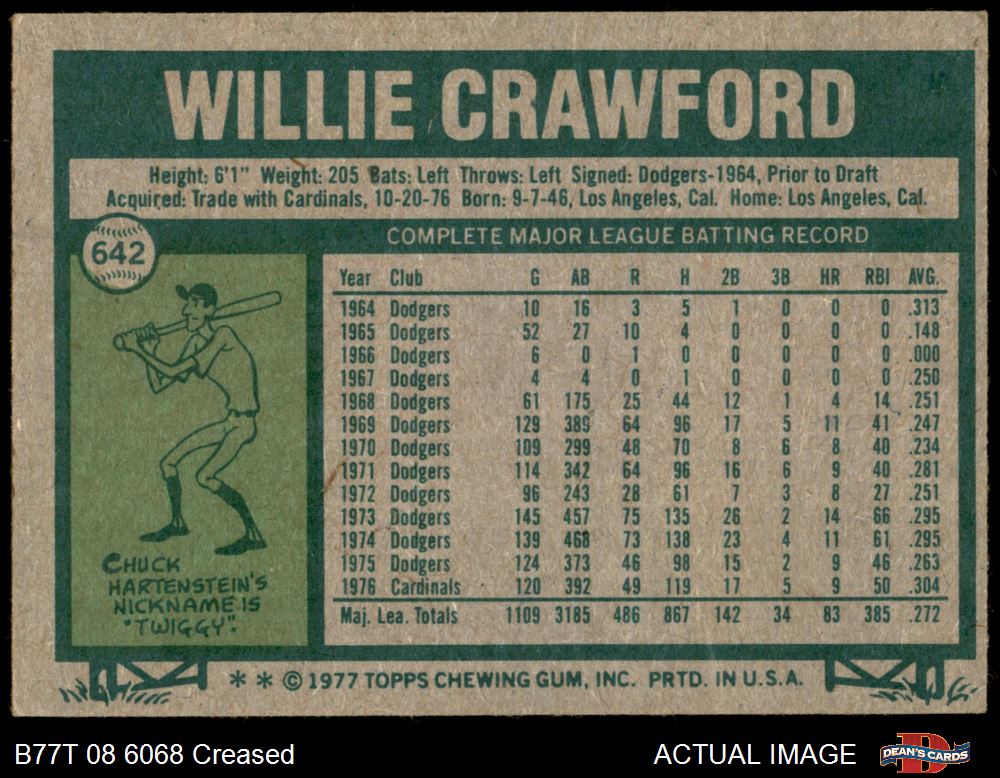 WILLIE CRAWFORD
Height: 6'1" Weight: 205 Bats: Left Throws: Left Signed: Dodgers-1964, Prior to Draft
Acquired: Trade with Cardinals, 10-20-76 Born: 9-7-46, Los Angeles, Cal. Home: Los Angeles, Cal.
642
COMPLETE MAJOR LEAGUE BATTING RECORD
Year Club G AB R H 2B 3B HR RBI AVG.
1964 Dodgers 10 16 3 5 1 0 0 0 .313
1965 Dodgers 52 27 10 4 0 0 0 0 .148
1966 Dodgers 6 0 1 0 0 0 0 0 .000
1967 Dodgers 4 4 0 1 0 0 0 0 .250
1968 Dodgers 61 175 25 44 12 1 4 14 .251
1969 Dodgers 129 389 64 96 17 5 11 41 .247
1970 Dodgers 109 299 48 70 8 6 8 40 .234
1971 Dodgers 114 342 64 96 16 6 9 40 .281
1972 Dodgers 96 243 28 61 7 3 8 27 .251
1973 Dodgers 145 457 75 135 26 2 14 66 .295
1974 Dodgers 139 468 73 138 23 4 11 61 .295
1975 Dodgers 124 373 46 98 15 2 9 46 .263
1976 Cardinals 120 392 49 119 17 5 9 50 .304
Maj. Lea. Totals 1109 3185 486 867 142 34 83 385 .272
CHUCK
HARTENSTEIN'S
NICKNAME IS
"TWIGGY".
** © 1977 TOPPS CHEWING GUM, INC. PRTD. IN U.S.A.
B77T 08 6068 Creased
ACTUAL IMAGE
DEAN'S CARDS